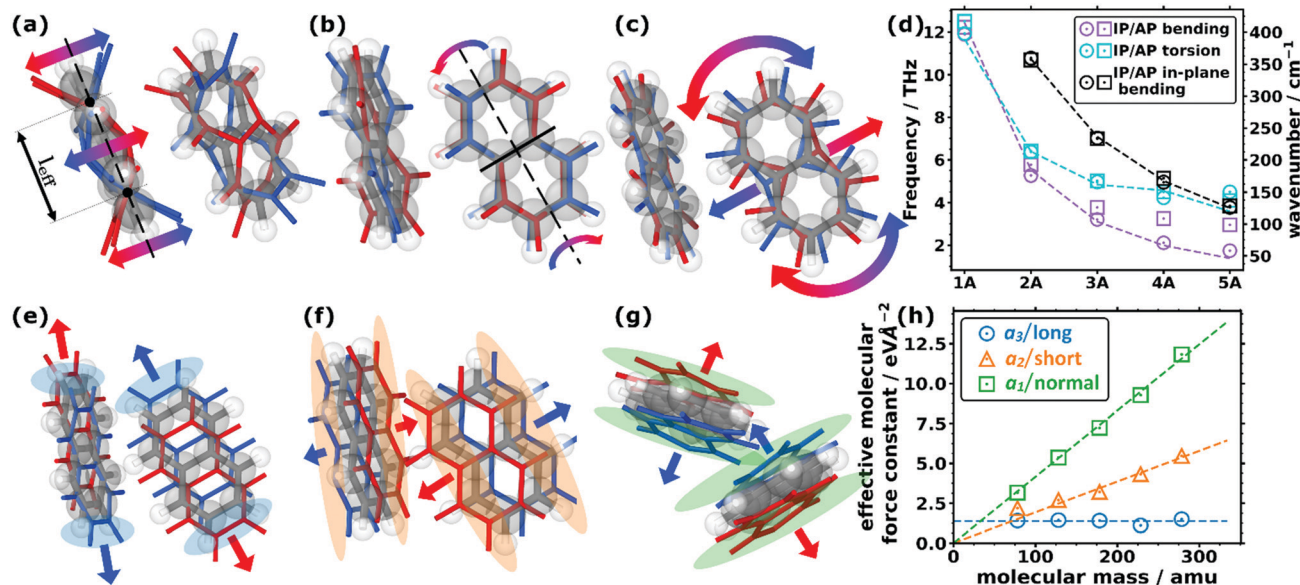 (a)
l_eff
(b)
(c)
(d)
Frequency / THz
12
10
8
6
4
2
1A 2A 3A 4A 5A
IP/AP bending
IP/AP torsion
IP/AP in-plane
bending
400
350
300
250
200
150
100
50
wavenumber / cm⁻¹
(e)
(f)
(g)
(h)
effective molecular
force constant / eVÅ⁻²
12.5
10.0
7.5
5.0
2.5
0.0
a₃/long
a₂/short
a₁/normal
0 100 200 300
molecular mass / amu